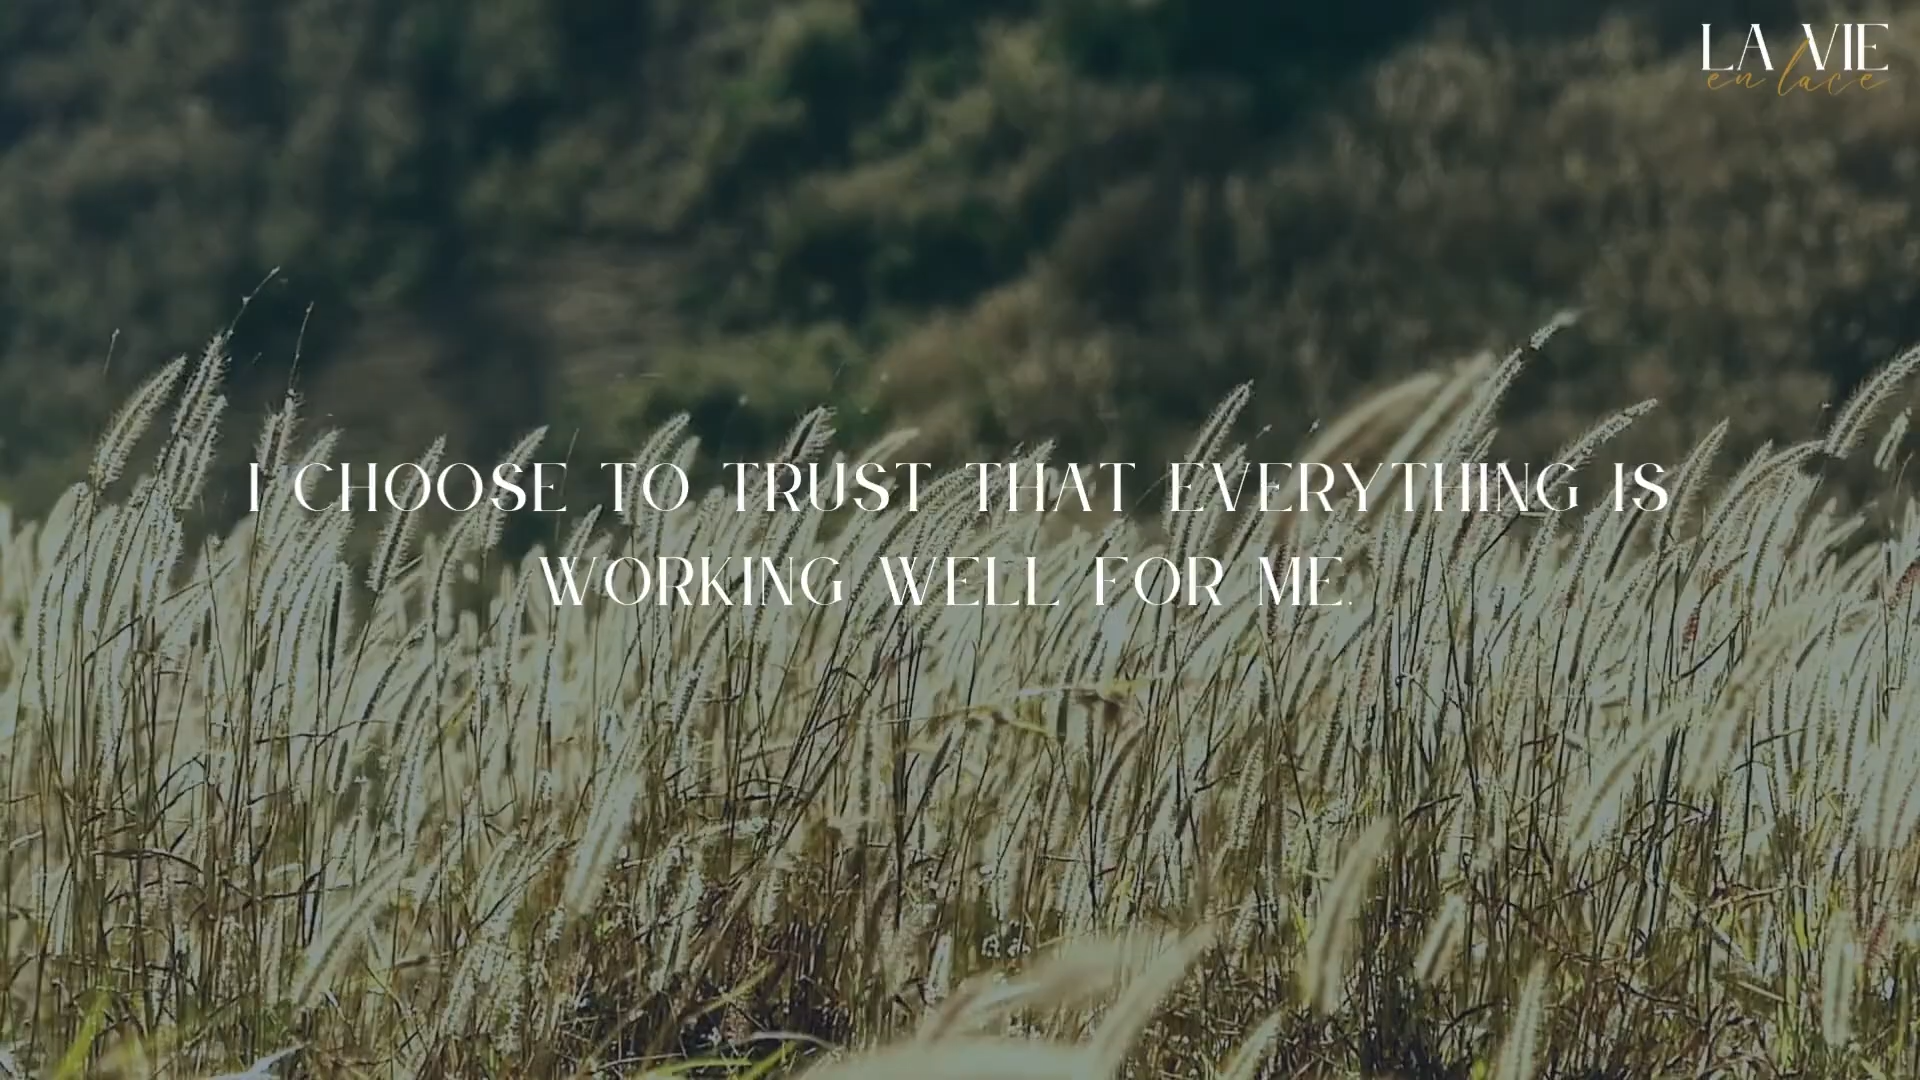 LA VIE
en lace
I CHOOSE TO TRUST THAT EVERYTHING IS
WORKING WELL FOR ME.